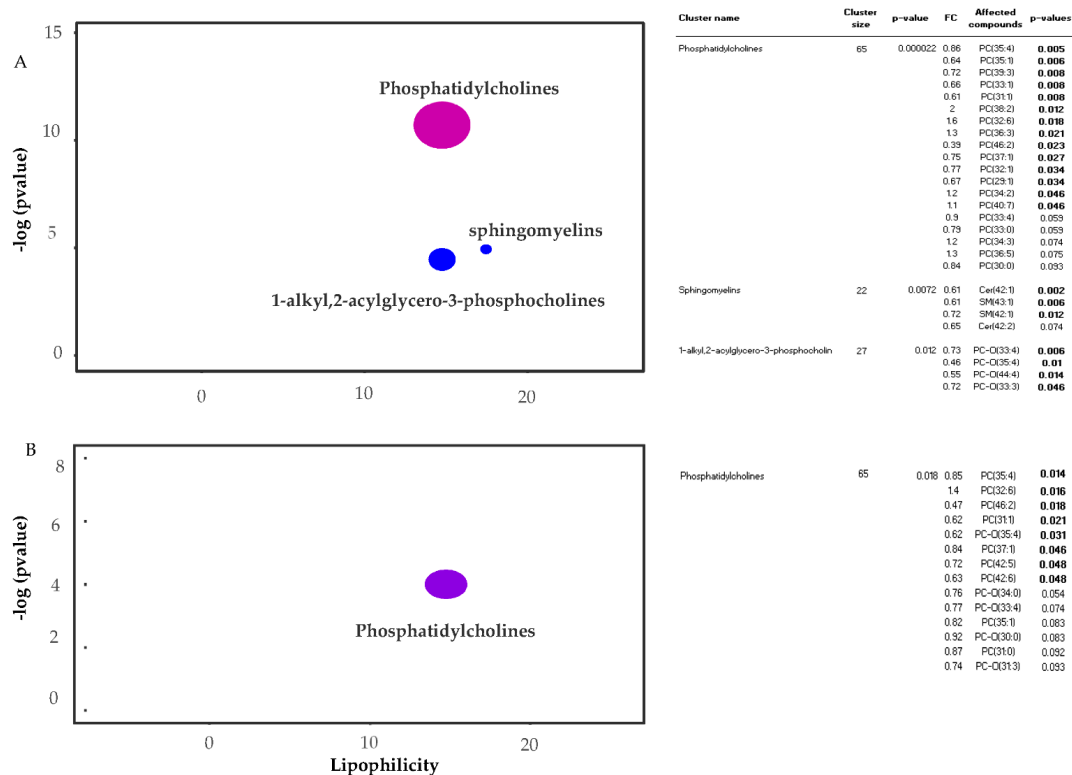 A
-log (pvalue)
15
10
5
0
Phosphatidylcholines
sphingomyelins
1-alkyl,2-acylglycero-3-phosphocholines
0 10 20
Cluster name Cluster size p-value FC Affected compounds p-values
Phosphatidylcholines 65 0.000022 0.86 PC(35:4) 0.005
0.64 PC(35:1) 0.006
0.72 PC(39:3) 0.008
0.66 PC(33:1) 0.008
0.61 PC(31:1) 0.008
2 PC(38:2) 0.012
1.6 PC(32:6) 0.018
1.3 PC(36:3) 0.021
0.39 PC(46:2) 0.023
0.75 PC(37:1) 0.027
0.77 PC(32:1) 0.034
0.67 PC(29:1) 0.034
1.2 PC(34:2) 0.046
1.1 PC(40:7) 0.046
0.9 PC(33:4) 0.059
0.79 PC(33:0) 0.059
1.2 PC(34:3) 0.074
1.3 PC(36:5) 0.075
0.84 PC(30:0) 0.093
Sphingomyelins 22 0.0072 0.61 Cer(42:1) 0.002
0.61 SM(43:1) 0.006
0.72 SM(42:1) 0.012
0.65 Cer(42:2) 0.074
1-alkyl,2-acylglycero-3-phosphocholin 27 0.012 0.73 PC-O(33:4) 0.006
0.46 PC-O(35:4) 0.01
0.55 PC-O(44:4) 0.014
0.72 PC-O(33:3) 0.046
B
-log (pvalue)
8
6
4
2
0
Phosphatidylcholines
0 10 20
Lipophilicity
Phosphatidylcholines 65 0.018 0.85 PC(35:4) 0.014
1.4 PC(32:6) 0.016
0.47 PC(46:2) 0.018
0.62 PC(31:1) 0.021
0.62 PC-O(35:4) 0.031
0.84 PC(37:1) 0.046
0.72 PC(42:5) 0.048
0.63 PC(42:6) 0.048
0.76 PC-O(34:0) 0.054
0.77 PC-O(33:4) 0.074
0.82 PC(35:1) 0.083
0.92 PC-O(30:0) 0.083
0.87 PC(31:0) 0.092
0.74 PC-O(31:3) 0.093